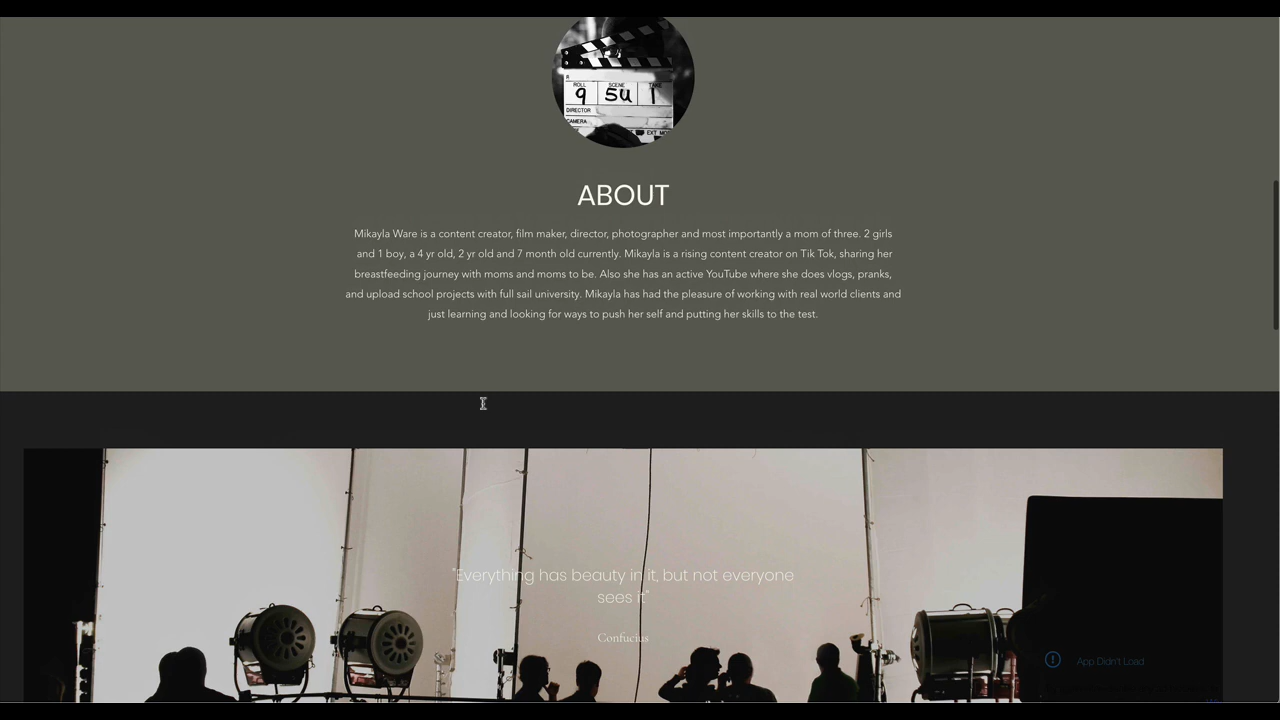 A
ROLL SCENE TAKE
9 5U 1
DIRECTOR
CAMERA
EXT
ABOUT
Mikayla Ware is a content creator, film maker, director, photographer and most importantly a mom of three. 2 girls
and 1 boy, a 4 yr old, 2 yr old and 7 month old currently. Mikayla is a rising content creator on Tik Tok, sharing her
breastfeeding journey with moms and moms to be. Also she has an active YouTube where she does vlogs, pranks,
and upload school projects with full sail university. Mikayla has had the pleasure of working with real world clients and
just learning and looking for ways to push her self and putting her skills to the test.
"Everything has beauty in it, but not everyone
sees it"
Confucius
App Didn't Load